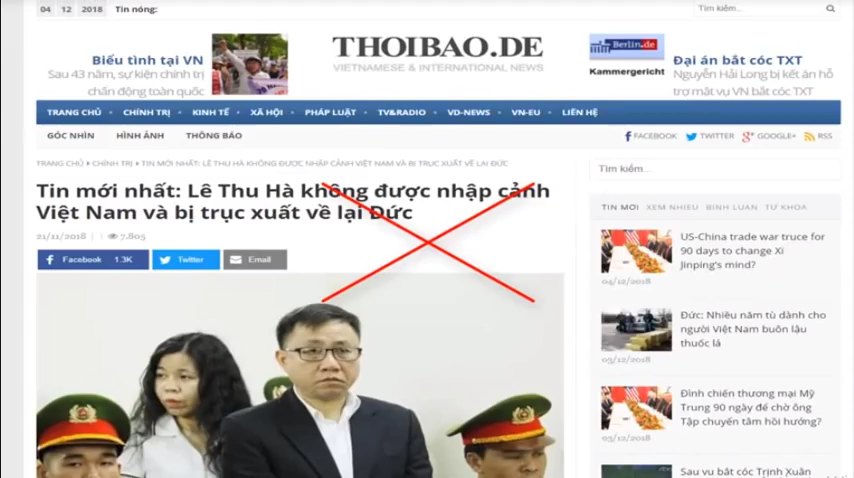 04 12 2018 Tin nóng:
Tìm kiếm..
Biểu tình tại VN
Sau 43 năm, sự kiện chính trị
chấn động toàn quốc
THOIBAO.DE
VIETNAMESE & INTERNATIONAL NEWS
Berlin.de
Kammergericht
Đại án bắt cóc TXT
Nguyễn Hải Long bị kết án hỗ
trợ mật vụ VN bắt cóc TXT
TRANG CHỦ CHÍNH TRỊ KINH TẾ XÃ HỘI PHÁP LUẬT TV&RADIO VD-NEWS VN-EU LIÊN HỆ
GÓC NHÌN HÌNH ẢNH THÔNG BÁO
FACEBOOK TWITTER GOOGLE+ RSS
TRANG CHỦ CHÍNH TRỊ TIN MỚI NHẤT: LÊ THU HÀ KHÔNG ĐƯỢC NHẬP CẢNH VIỆT NAM VÀ BỊ TRỤC XUẤT VỀ LẠI ĐỨC
Tin mới nhất: Lê Thu Hà không được nhập cảnh
Việt Nam và bị trục xuất về lại Đức
21/11/2018 | | 7,805
Facebook 1.3K Twitter Email
Tìm kiếm...
TIN MỚI XEM NHIỀU BÌNH LUẬN TỪ KHOA
US-China trade war truce for
90 days to change Xi
Jinping's mind?
04/12/2018
Đức: Nhiều năm tù dành cho
người Việt Nam buôn lậu
thuốc lá
03/12/2018
Đình chiến thương mại Mỹ
Trung 90 ngày để chờ ông
Tập chuyển tâm hồi hướng?
03/12/2018
Sau vụ bắt cóc Trịnh Xuân